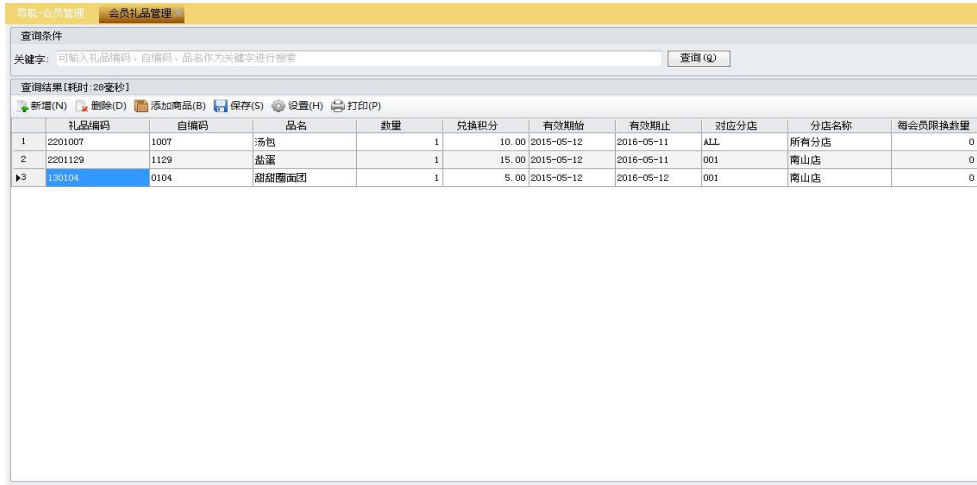 导航-会员管理 会员礼品管理
查询条件
关键字: 可输入礼品编码、自编码、品名作为关键字进行搜索 查询(Q)
查询结果[耗时:28毫秒]
新增(N) 删除(D) 添加商品(B) 保存(S) 设置(H) 打印(P)
礼品编码 自编码 品名 数量 兑换积分 有效期始 有效期止 对应分店 分店名称 每会员限换数量
1 2201007 1007 汤包 1 10.00 2015-05-12 2016-05-11 ALL 所有分店 0
2 2201129 1129 盐蛋 1 15.00 2015-05-12 2016-05-11 001 南山店 0
3 130104 0104 甜甜圈面团 1 5.00 2015-05-12 2016-05-12 001 南山店 0